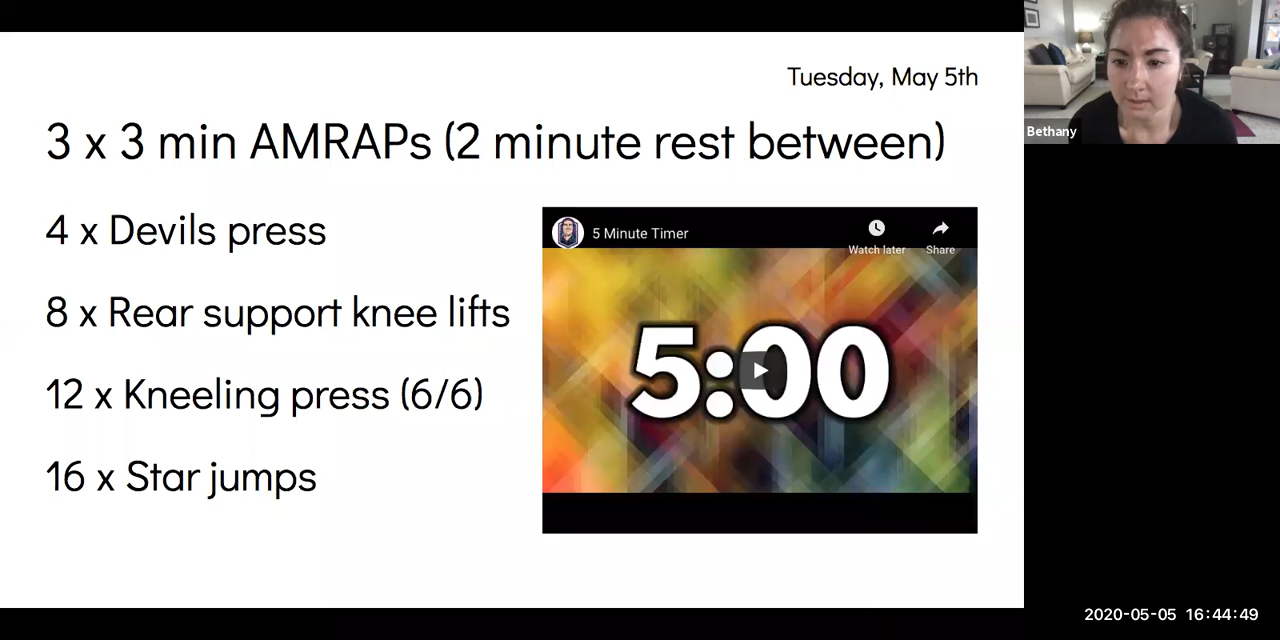 Tuesday, May 5th
3 x 3 min AMRAPs (2 minute rest between)
4 x Devils press
8 x Rear support knee lifts
12 x Kneeling press (6/6)
16 x Star jumps
5 Minute Timer
Watch later
Share
5:00
Bethany
2020-05-05 16:44:49